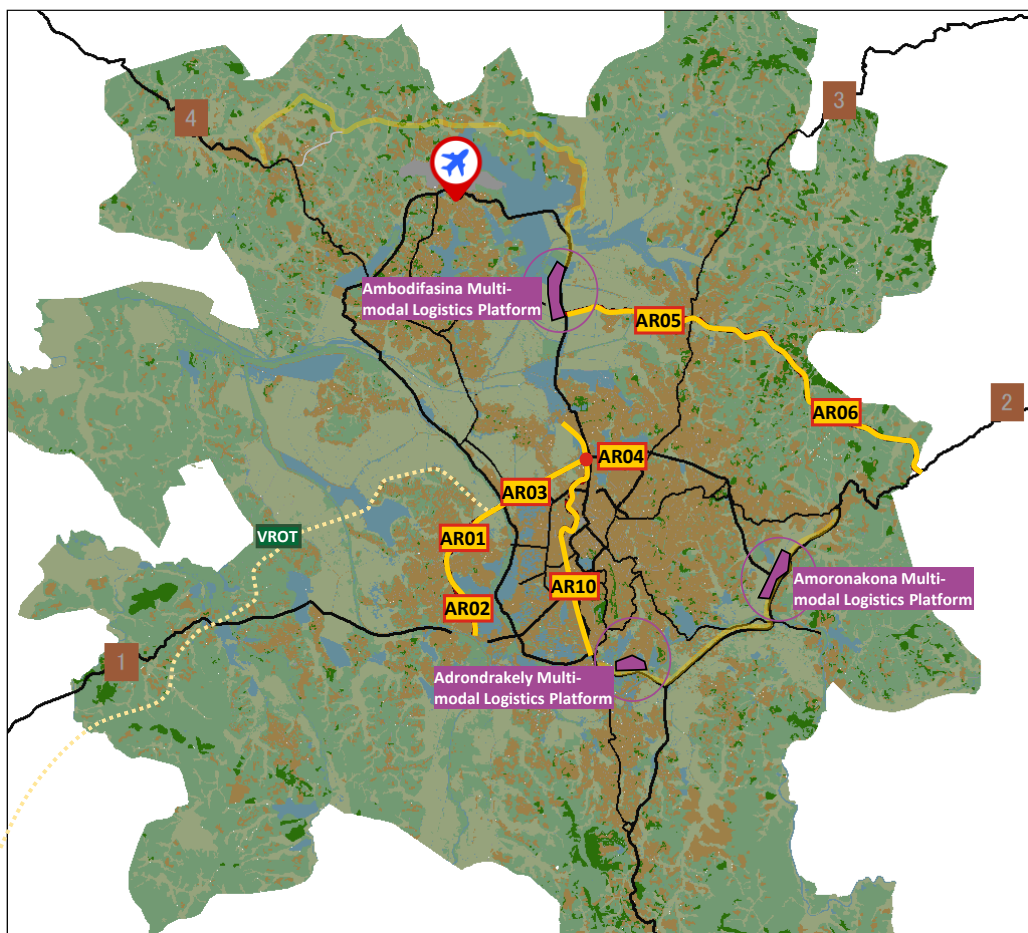 3
4
Ambodifasina Multi-
modal Logistics Platform
AR05
2
AR06
AR04
AR03
VROT
AR01
AR10
Amoronakona Multi-
modal Logistics Platform
AR02
1
Adrondrakely Multi-
modal Logistics Platform